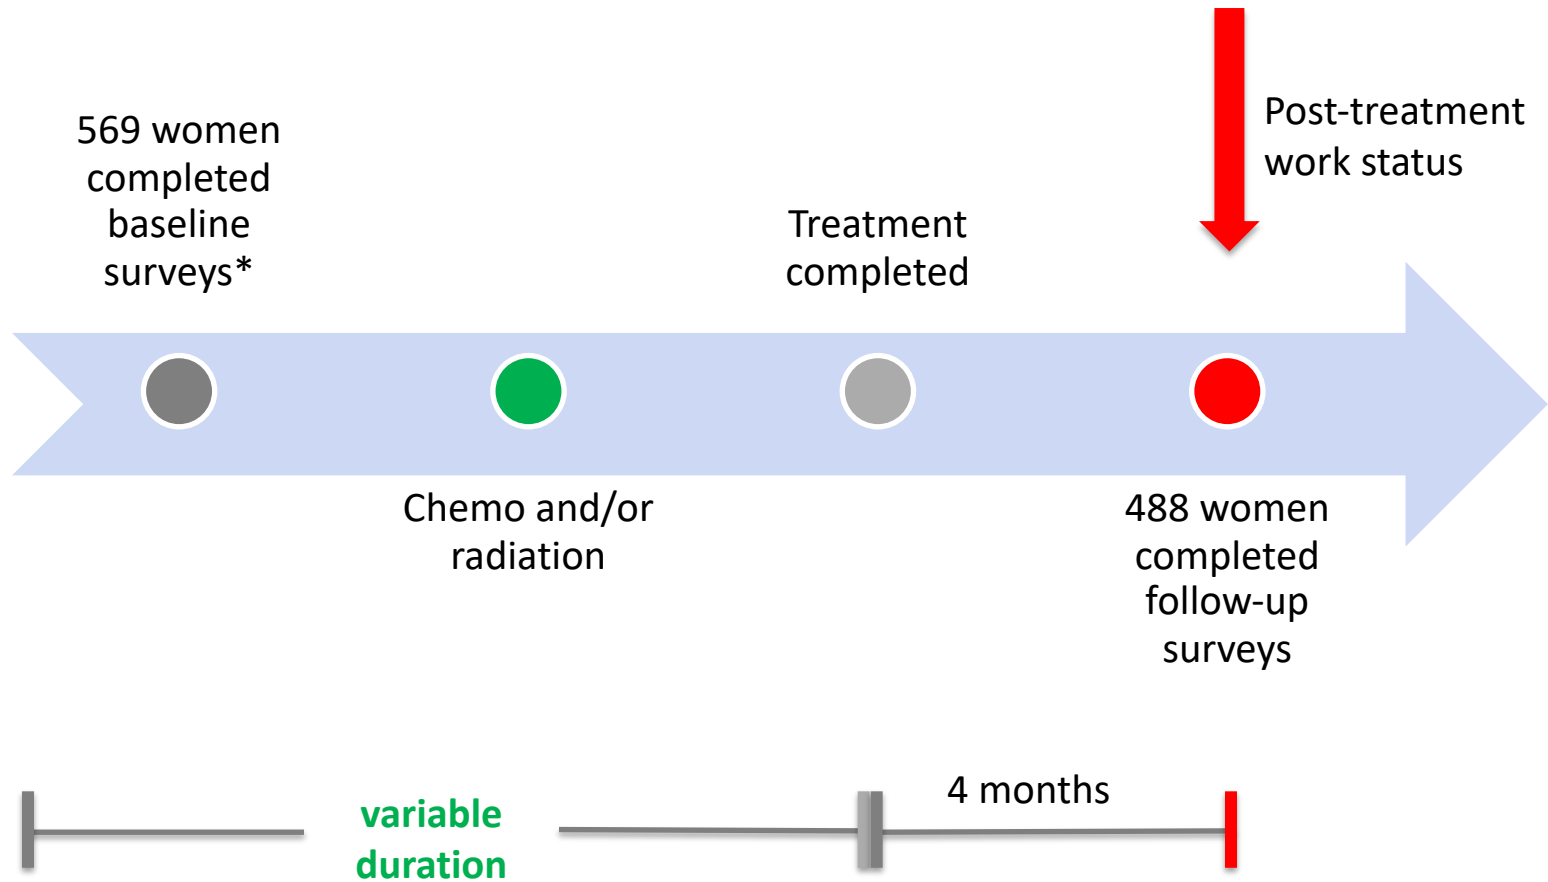 569 women
completed
baseline
surveys*
Chemo and/or
radiation
Treatment
completed
Post-treatment
work status
488 women
completed
follow-up
surveys
variable
duration
4 months